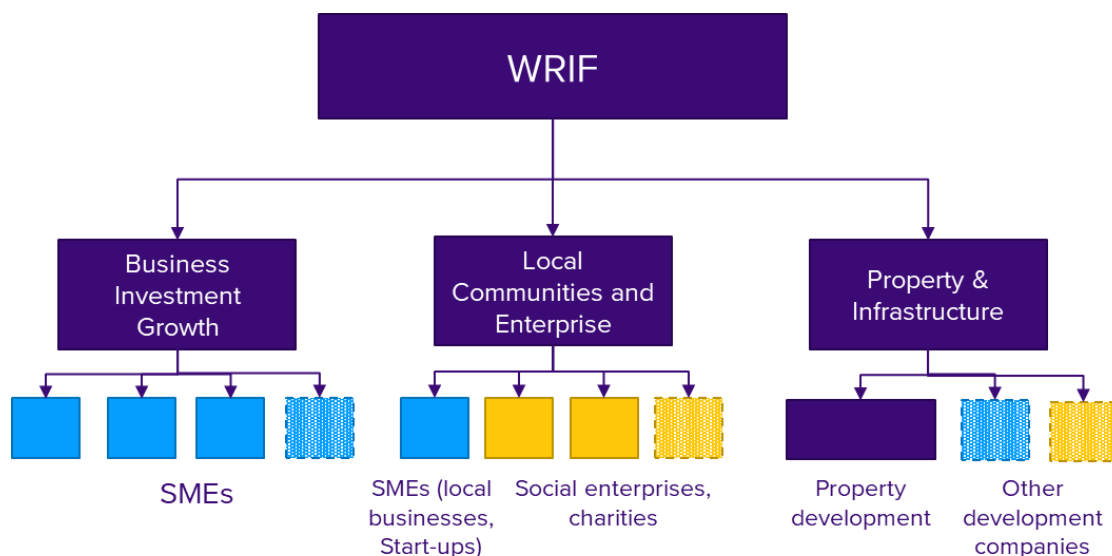 WRIF
Business
Investment
Growth
Local
Communities and
Enterprise
Property &
Infrastructure
SMEs
SMEs (local
businesses,
Start-ups)
Social enterprises,
charities
Property
development
Other
development
companies